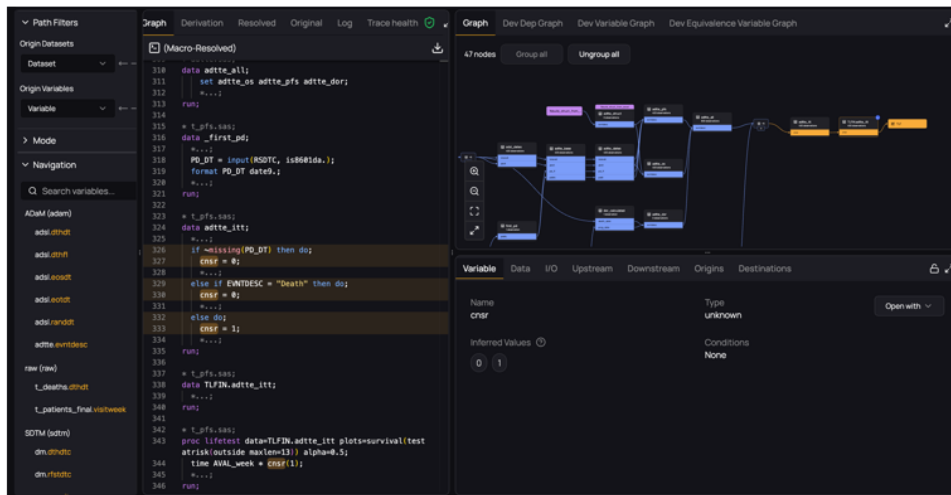 Path Filters
Origin Datasets
Dataset
Origin Variables
Variable
Mode
Navigation
Search variables...
ADaM (adam)
adsl.dthdt
adsl.dthfl
adsl.eosdt
adsl.eotdt
adsl.randdt
adtte.evntdesc
raw (raw)
t_deaths.dthdt
t_patients_final.visitweek
SDTM (sdtm)
dm.dthdtc
dm.rfstdtc
Graph Derivation Resolved Original Log Trace health
(Macro-Resolved)
310 data adtte_all;
311 set adtte_os adtte_pfs adtte_dor;
312 *...;
313 run;
314
315 * t_pfs.sas;
316 data _first_pd;
317 *...;
318 PD_DT = input(RSDTC, is8601da.);
319 format PD_DT date9.;
320 *...;
321 run;
322
323 * t_pfs.sas;
324 data adtte_itt;
325 *...;
326 if ~missing(PD_DT) then do;
327 cnsr = 0;
328 *...;
329 else if EVNTDESC = "Death" then do;
330 cnsr = 0;
331 *...;
332 else do;
333 cnsr = 1;
334 *...;
335 run;
336
337 * t_pfs.sas;
338 data TLFIN.adtte_itt;
339 *...;
340 run;
341
342 * t_pfs.sas;
343 proc lifetest data=TLFIN.adtte_itt plots=survival(test
atrisk(outside maxlen=13)) alpha=0.5;
344 time AVAL_week * cnsr(1);
345 *...;
346 run;
Graph Dev Dep Graph Dev Variable Graph Dev Equivalence Variable Graph
47 nodes Group all Ungroup all
Variable Data I/O Upstream Downstream Origins Destinations
Name
cnsr
Type
unknown
Open with
Inferred Values
0 1
Conditions
None